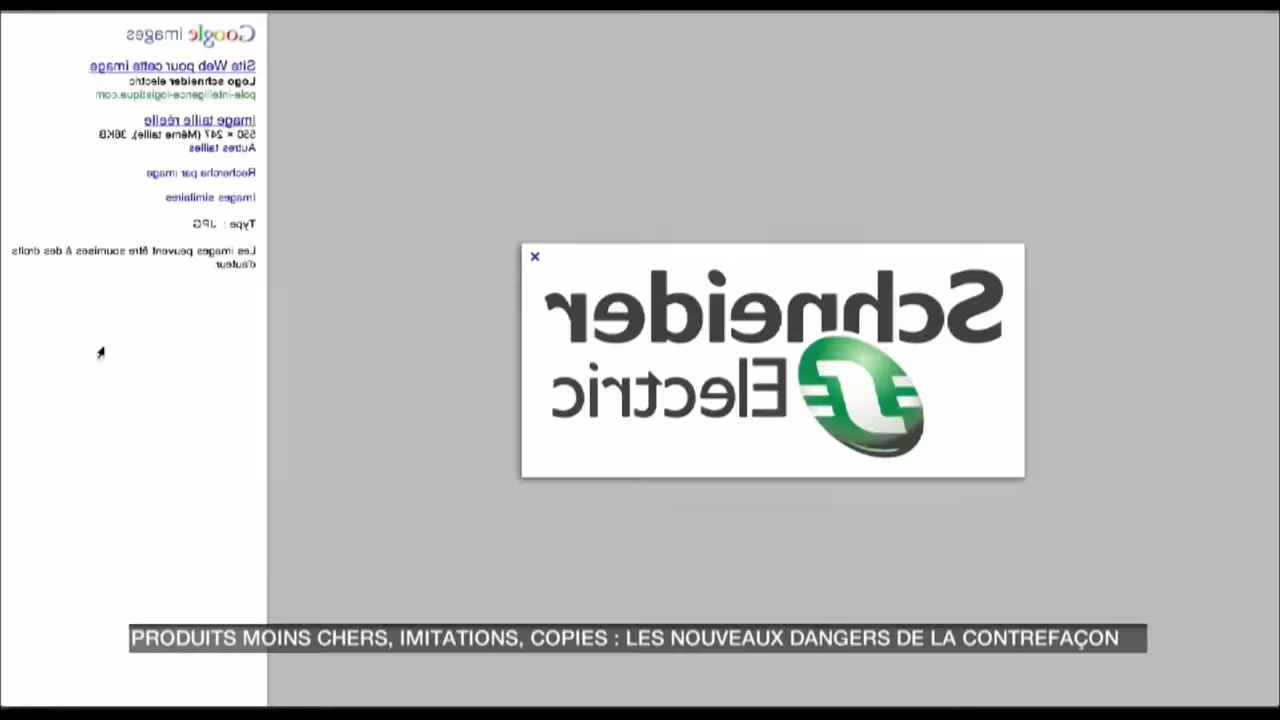 Google images
Site Web pour cette image
Logo schneider electric
pole-intelligence-logistique.com
Image taille réelle
550 × 247 (Même taille), 36KB
Autres tailles
Recherche par image
Images similaires
Type : JPG
Les images peuvent être soumises à des droits
d'auteur.
Schneider
Electric
PRODUITS MOINS CHERS, IMITATIONS, COPIES : LES NOUVEAUX DANGERS DE LA CONTREFAÇON